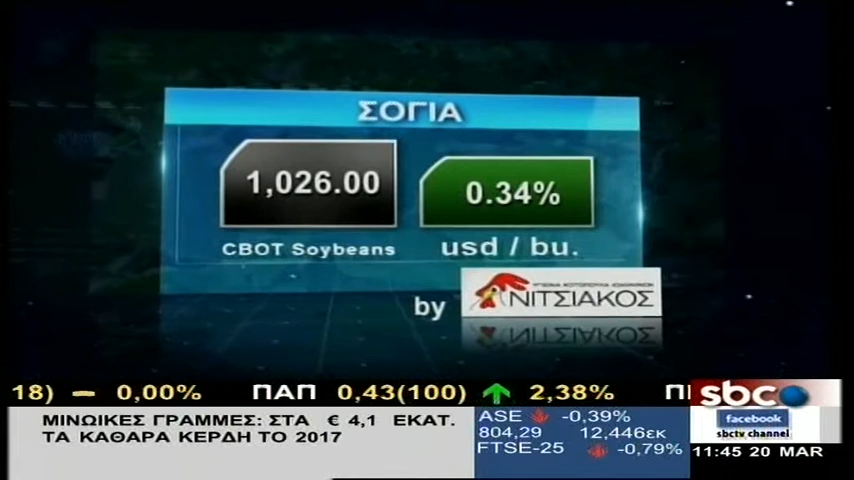 ΣΟΓΙΑ
1,026.00
0.34%
CBOT Soybeans
usd / bu.
by
ΝΙΤΣΙΑΚΟΣ
18) 0,00% ΠΑΠ 0,43(100) 2,38%
sbc
ΜΙΝΩΙΚΕΣ ΓΡΑΜΜΕΣ: ΣΤΑ € 4,1 ΕΚΑΤ.
ΤΑ ΚΑΘΑΡΑ ΚΕΡΔΗ ΤΟ 2017
ASE -0,39%
804,29 12,446εκ
FTSE-25 -0,79%
facebook
sbctv channel
11:45 20 MAR